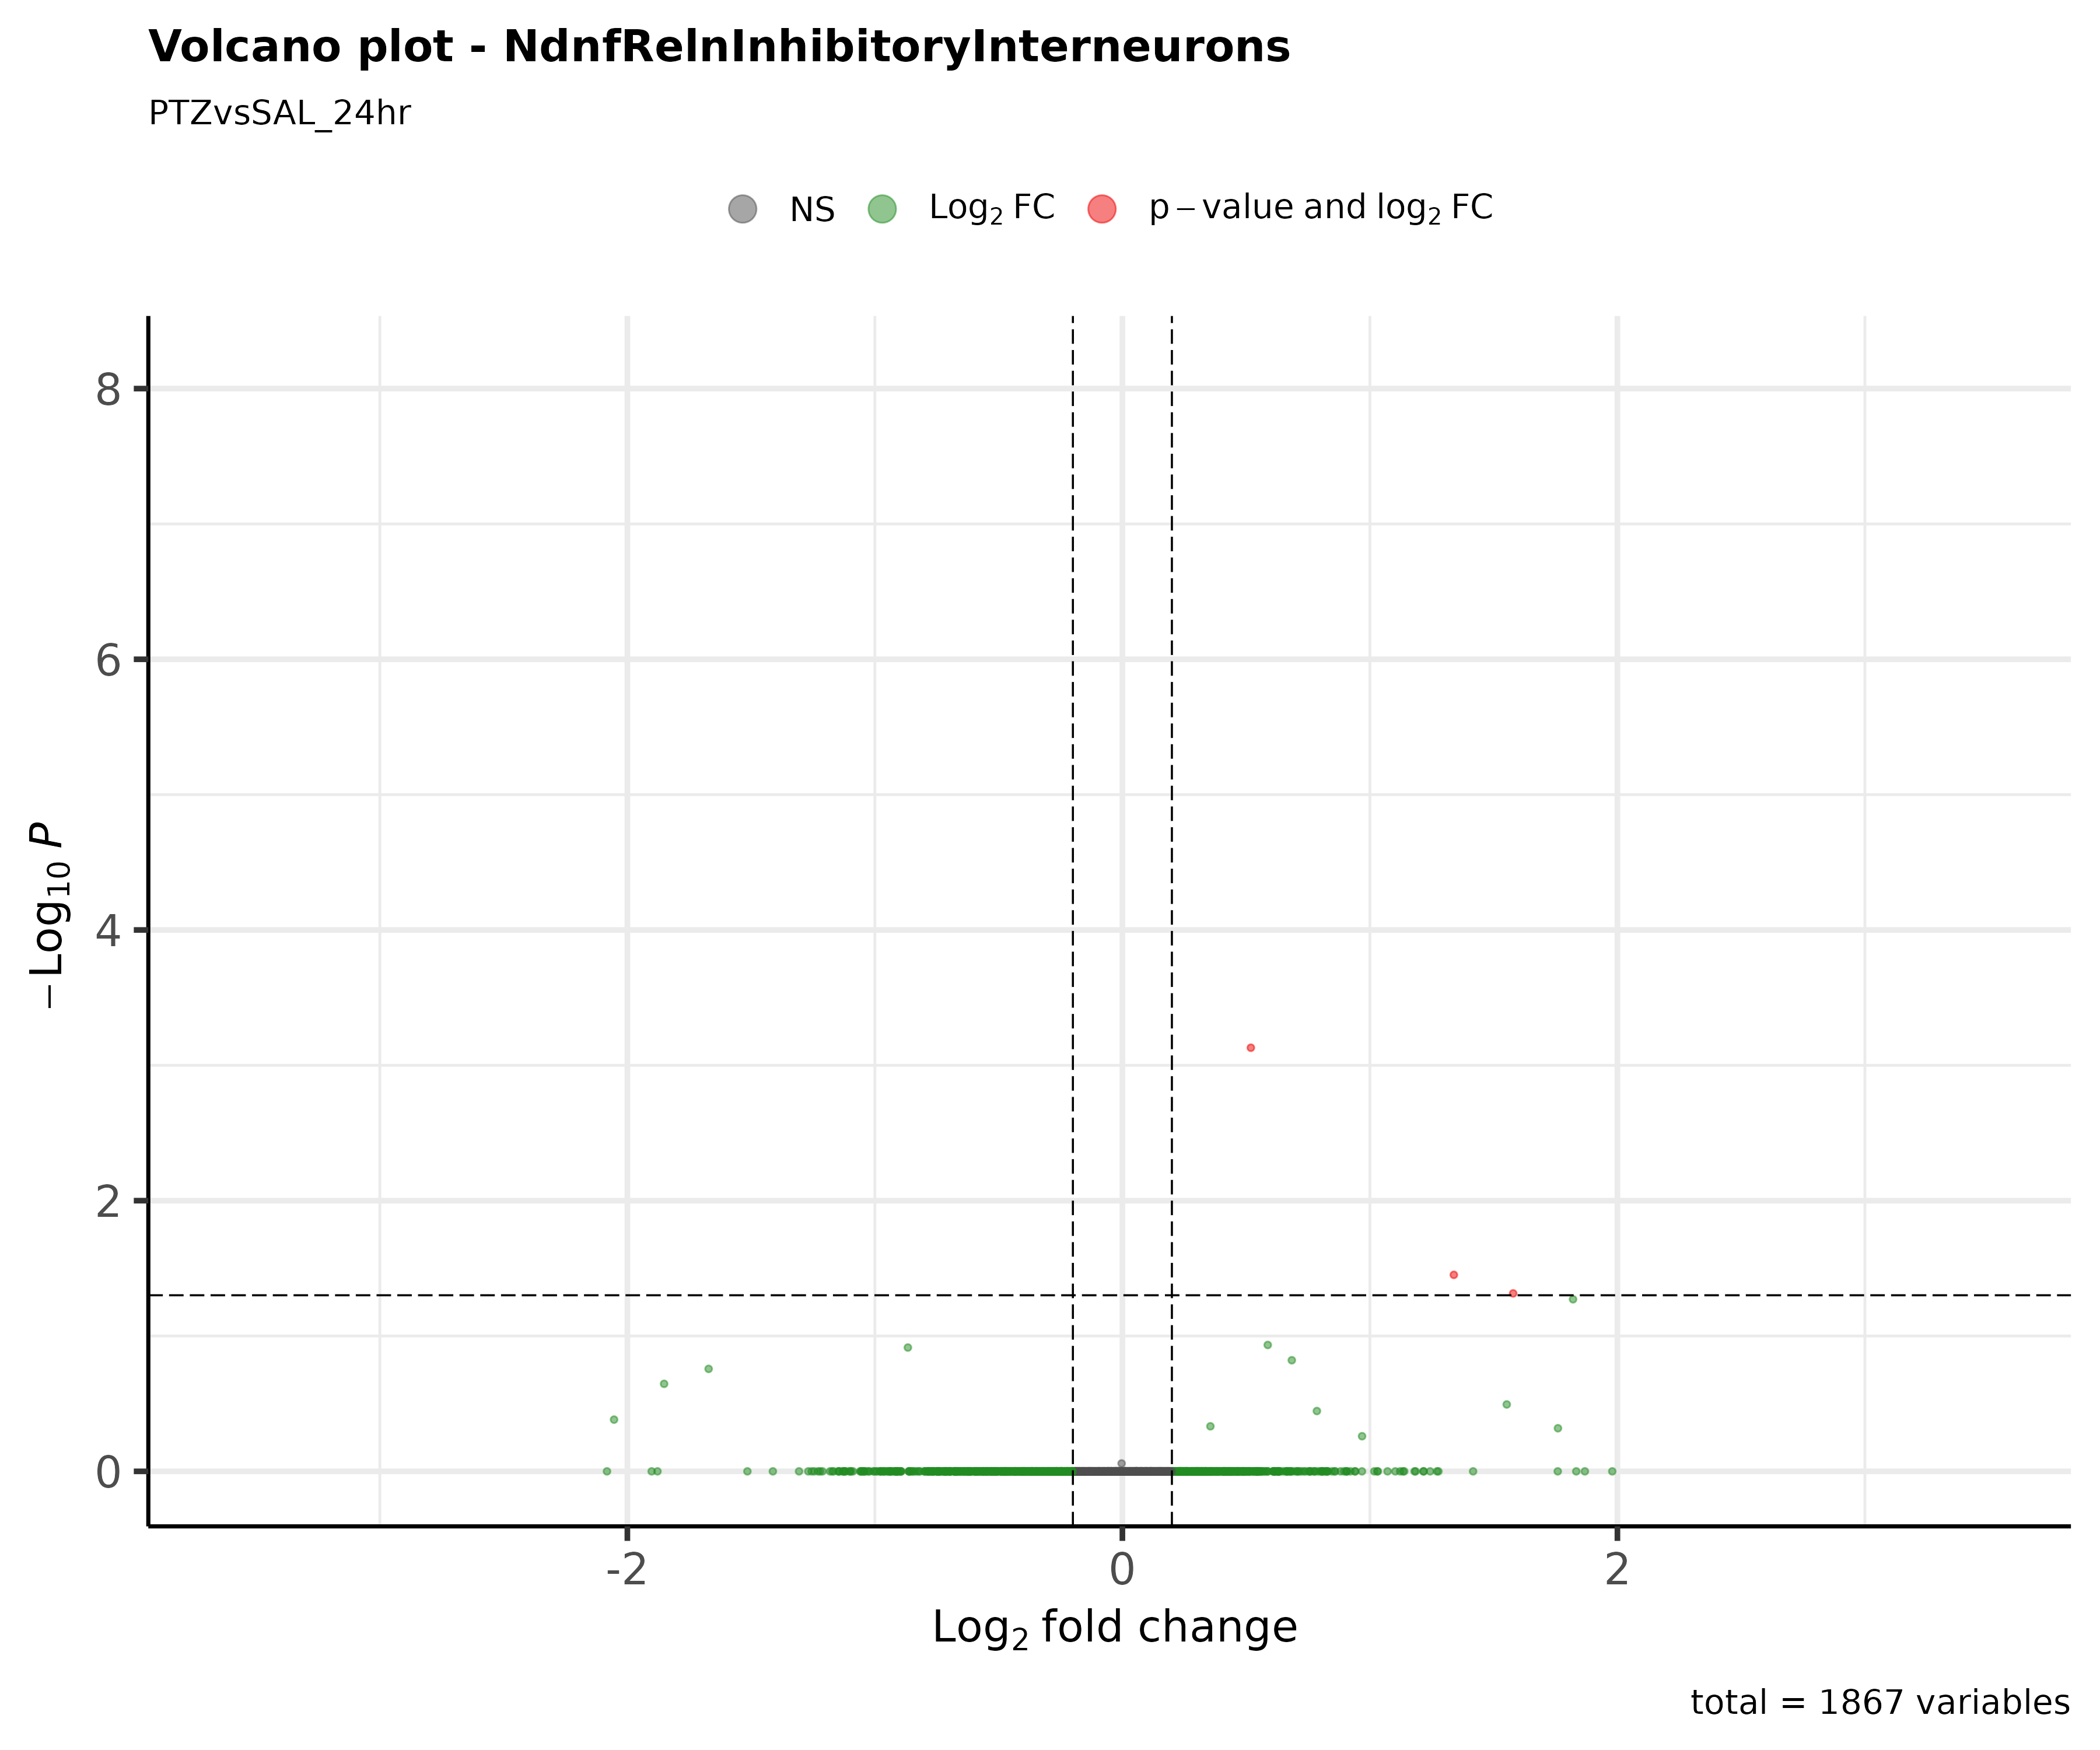 Volcano plot - NdnfRelnInhibitoryInterneurons
PTZvsSAL_24hr
NS Log2 FC p − value and log2 FC
8
6
4
2
0
−Log10 P
-2 0 2
Log2 fold change
total = 1867 variables